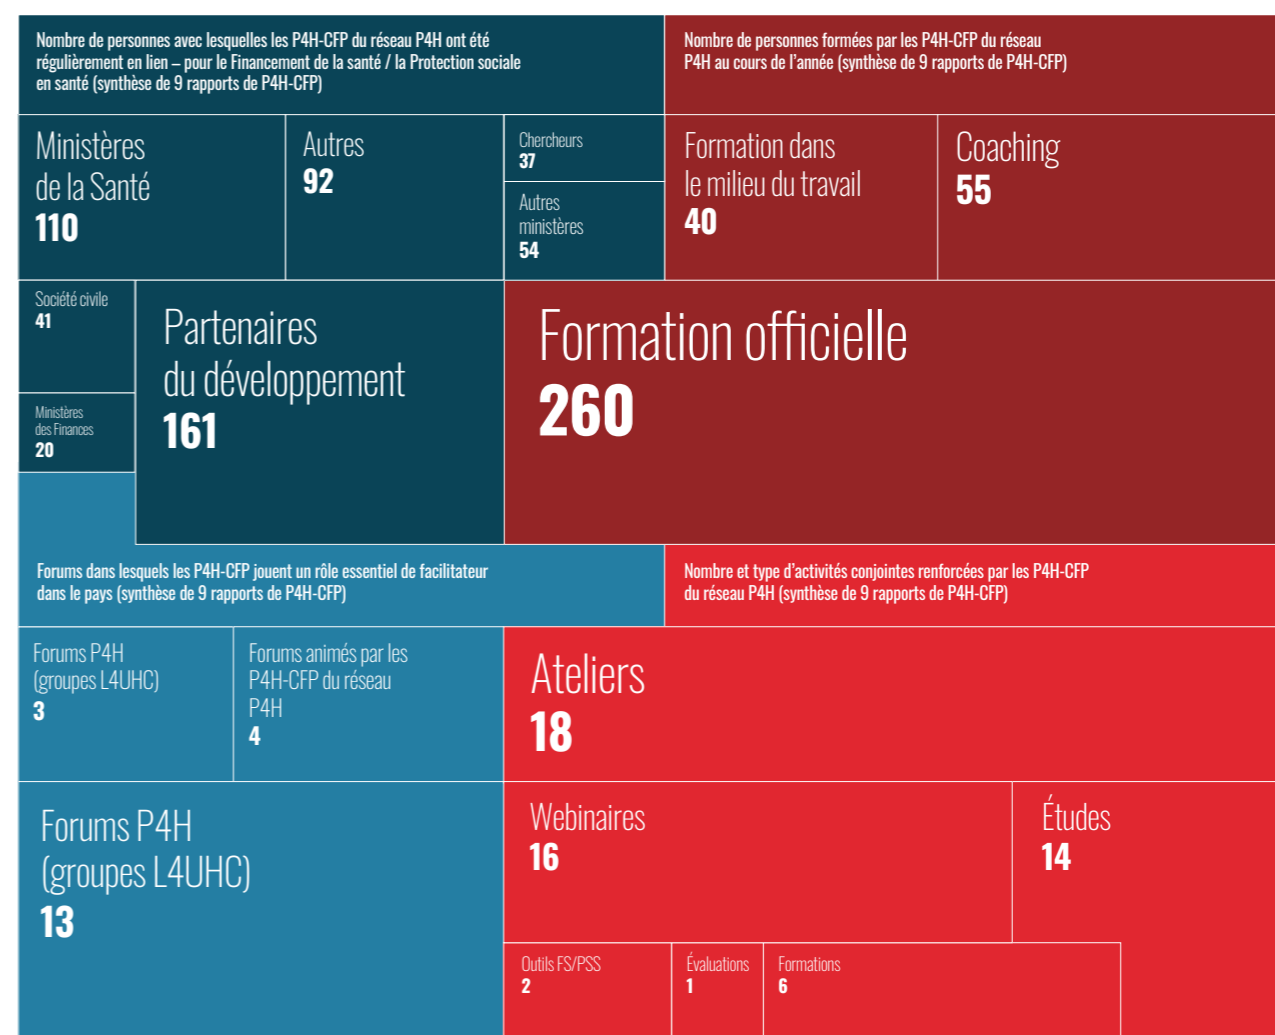 Nombre de personnes avec lesquelles les P4H-CFP du réseau P4H ont été
régulièrement en lien – pour le Financement de la santé / la Protection sociale
en santé (synthèse de 9 rapports de P4H-CFP)
Ministères
de la Santé
110
Autres
92
Chercheurs
37
Autres
ministères
54
Société civile
41
Ministères
des Finances
20
Partenaires
du développement
161
Nombre de personnes formées par les P4H-CFP du réseau
P4H au cours de l'année (synthèse de 9 rapports de P4H-CFP)
Formation dans
le milieu du travail
40
Coaching
55
Formation officielle
260
Forums dans lesquels les P4H-CFP jouent un rôle essentiel de facilitateur
dans le pays (synthèse de 9 rapports de P4H-CFP)
Forums P4H
(groupes L4UHC)
3
Forums animés par les
P4H-CFP du réseau
P4H
4
Forums P4H
(groupes L4UHC)
13
Nombre et type d'activités conjointes renforcées par les P4H-CFP
du réseau P4H (synthèse de 9 rapports de P4H-CFP)
Ateliers
18
Webinaires
16
Études
14
Outils FS/PSS
2
Évaluations
1
Formations
6